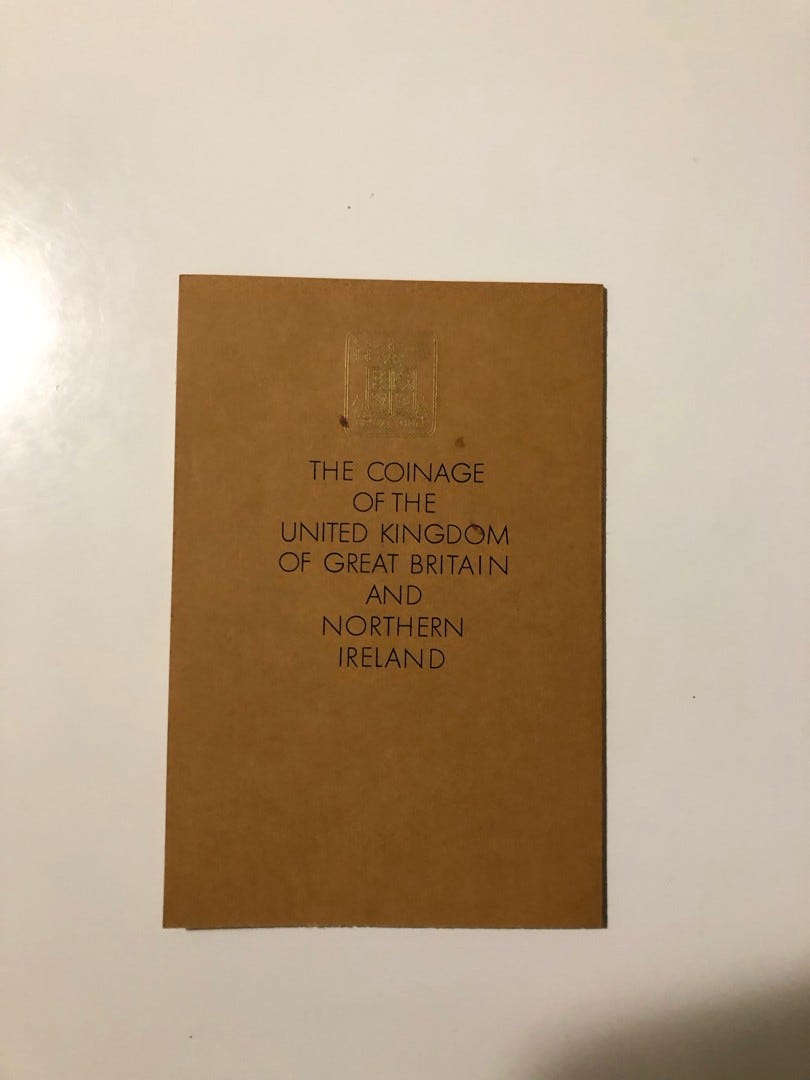 THE COINAGE
OF THE
UNITED KINGDOM
OF GREAT BRITAIN
AND
NORTHERN
IRELAND